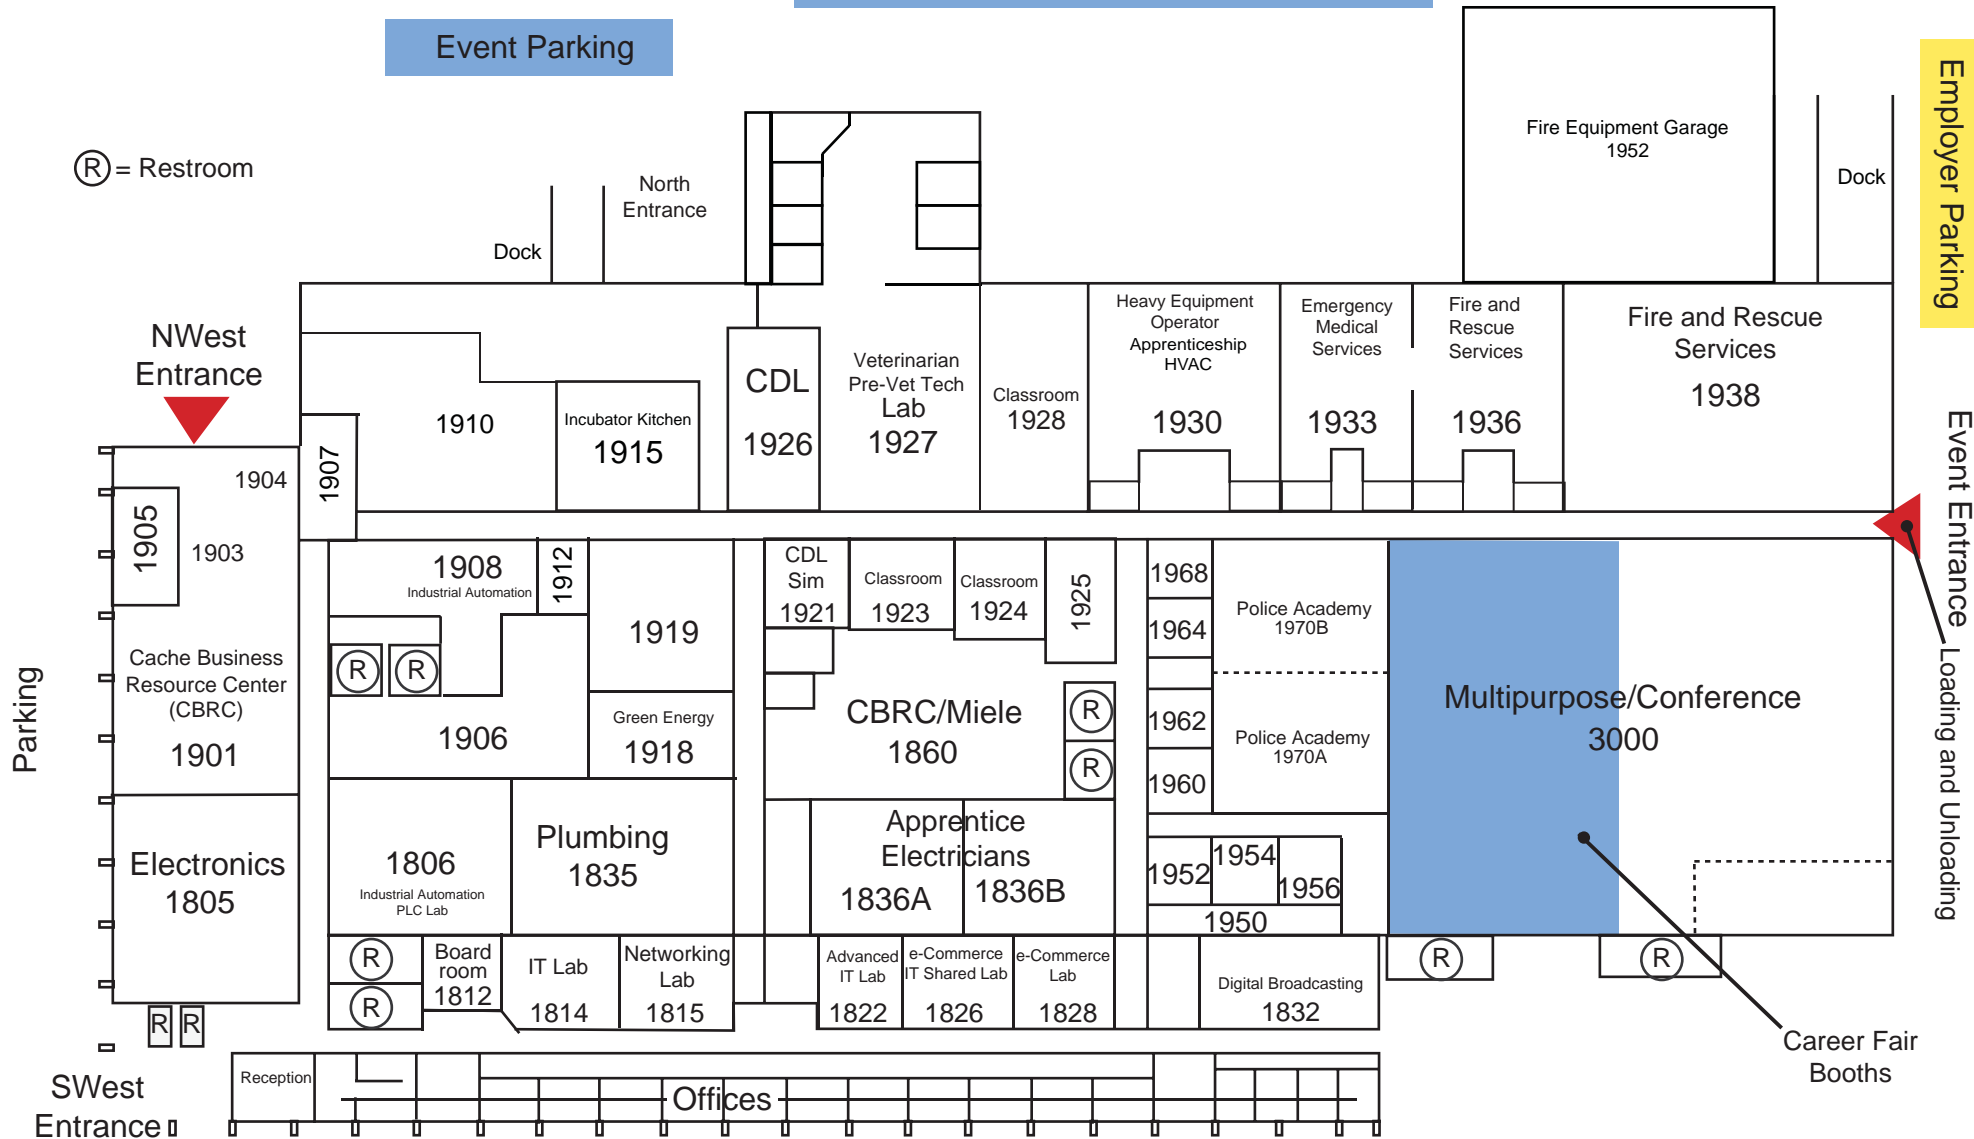 Event Parking
Employer Parking
Fire Equipment Garage
1952
Dock
R = Restroom
North
Entrance
Dock
NWest
Entrance
1910
Incubator Kitchen
1915
CDL
1926
Veterinarian
Pre-Vet Tech
Lab
1927
Classroom
1928
Heavy Equipment
Operator
Apprenticeship
HVAC
1930
Emergency
Medical
Services
1933
Fire and
Rescue
Services
1936
Fire and Rescue
Services
1938
Event Entrance
Loading and Unloading
1904
1907
1905
1903
Cache Business
Resource Center
(CBRC)
1901
Parking
Electronics
1805
R
R
SWest
Entrance
1908
Industrial Automation
1912
1919
R
R
1906
Green Energy
1918
1806
Industrial Automation
PLC Lab
Plumbing
1835
R
R
Board
room
1812
IT Lab
1814
Networking
Lab
1815
CDL
Sim
1921
Classroom
1923
Classroom
1924
1925
CBRC/Miele
1860
R
R
Apprentice
Electricians
1836A
1836B
Advanced
IT Lab
1822
e-Commerce
IT Shared Lab
1826
e-Commerce
Lab
1828
1968
1964
1962
1960
Police Academy
1970B
Police Academy
1970A
1952
1954
1956
1950
Digital Broadcasting
1832
Multipurpose/Conference
3000
R
R
Career Fair
Booths
Reception
Offices